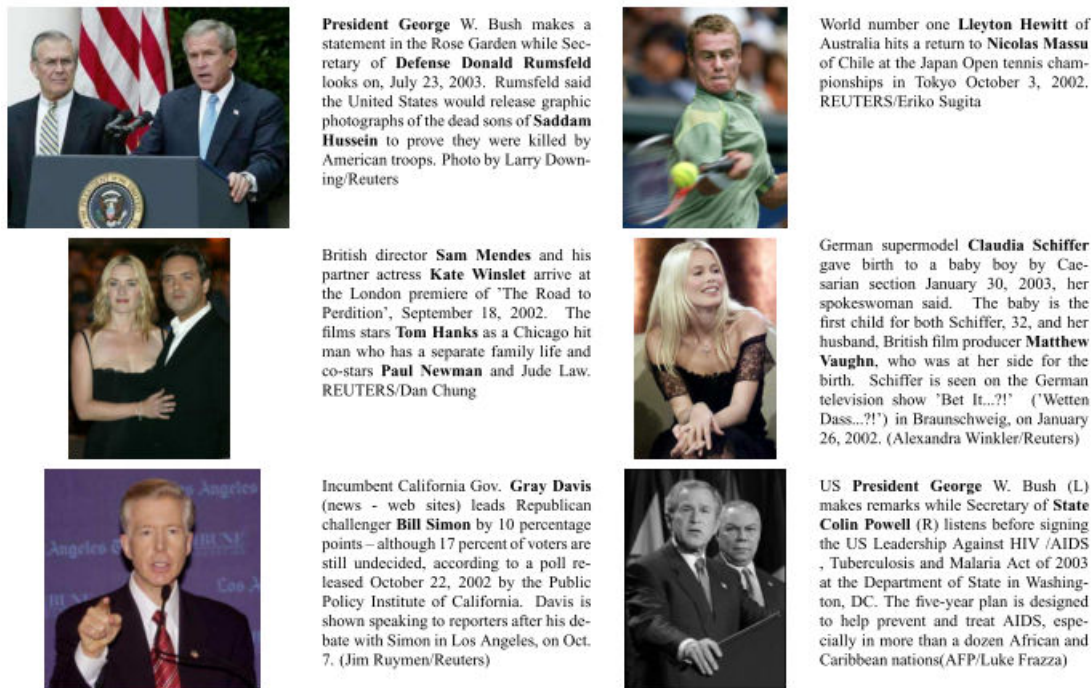 President George W. Bush makes a
statement in the Rose Garden while Sec-
retary of Defense Donald Rumsfeld
looks on, July 23, 2003. Rumsfeld said
the United States would release graphic
photographs of the dead sons of Saddam
Hussein to prove they were killed by
American troops. Photo by Larry Down-
ing/Reuters
World number one Lleyton Hewitt of
Australia hits a return to Nicolas Massu
of Chile at the Japan Open tennis cham-
pionships in Tokyo October 3, 2002.
REUTERS/Eriko Sugita
British director Sam Mendes and his
partner actress Kate Winslet arrive at
the London premiere of 'The Road to
Perdition', September 18, 2002. The
films stars Tom Hanks as a Chicago hit
man who has a separate family life and
co-stars Paul Newman and Jude Law.
REUTERS/Dan Chung
German supermodel Claudia Schiffer
gave birth to a baby boy by Cae-
sarian section January 30, 2003, her
spokeswoman said. The baby is the
first child for both Schiffer, 32, and her
husband, British film producer Matthew
Vaughn, who was at her side for the
birth. Schiffer is seen on the German
television show 'Bet It...?!' ('Wetten
Dass...?!') in Braunschweig, on January
26, 2002. (Alexandra Winkler/Reuters)
Los Angeles
Angeles
Los A
Incumbent California Gov. Gray Davis
(news - web sites) leads Republican
challenger Bill Simon by 10 percentage
points – although 17 percent of voters are
still undecided, according to a poll re-
leased October 22, 2002 by the Public
Policy Institute of California. Davis is
shown speaking to reporters after his de-
bate with Simon in Los Angeles, on Oct.
7. (Jim Ruymen/Reuters)
US President George W. Bush (L)
makes remarks while Secretary of State
Colin Powell (R) listens before signing
the US Leadership Against HIV /AIDS
, Tuberculosis and Malaria Act of 2003
at the Department of State in Washing-
ton, DC. The five-year plan is designed
to help prevent and treat AIDS, espe-
cially in more than a dozen African and
Caribbean nations(AFP/Luke Frazza)